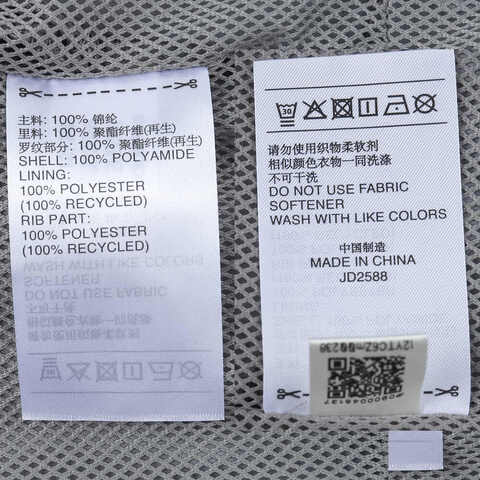 主料: 100% 锦纶
里料: 100% 聚酯纤维(再生)
罗纹部分: 100% 聚酯纤维(再生)
SHELL: 100% POLYAMIDE
LINING:
100% POLYESTER
(100% RECYCLED)
RIB PART:
100% POLYESTER
(100% RECYCLED)
30
请勿使用织物柔软剂
相似颜色衣物一同洗涤
不可干洗
DO NOT USE FABRIC
SOFTENER
WASH WITH LIKE COLORS
中国制造
MADE IN CHINA
JD2588